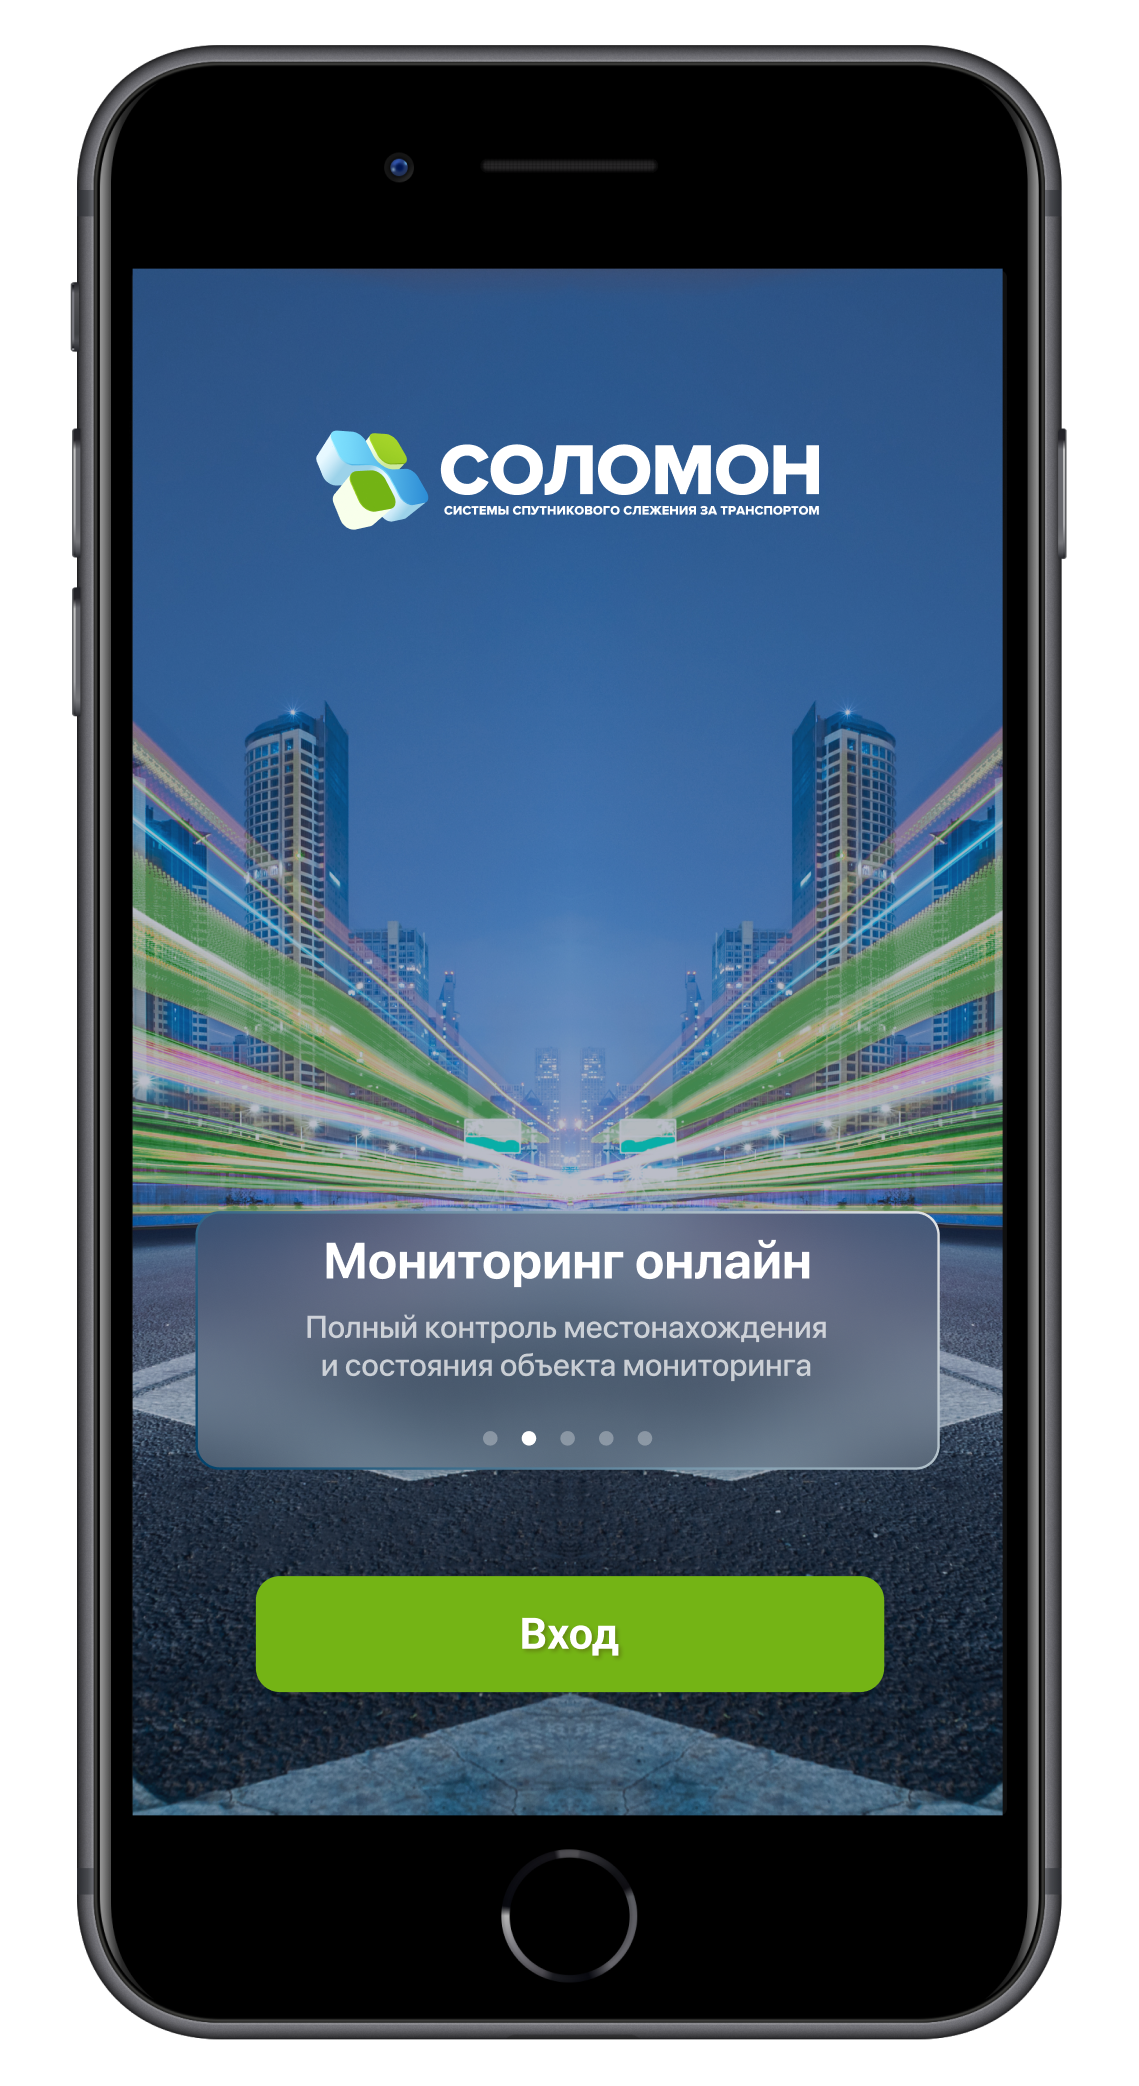 СОЛОМОН
СИСТЕМЫ СПУТНИКОВОГО СЛЕЖЕНИЯ ЗА ТРАНСПОРТОМ
Мониторинг онлайн
Полный контроль местонахождения
и состояния объекта мониторинга
Вход